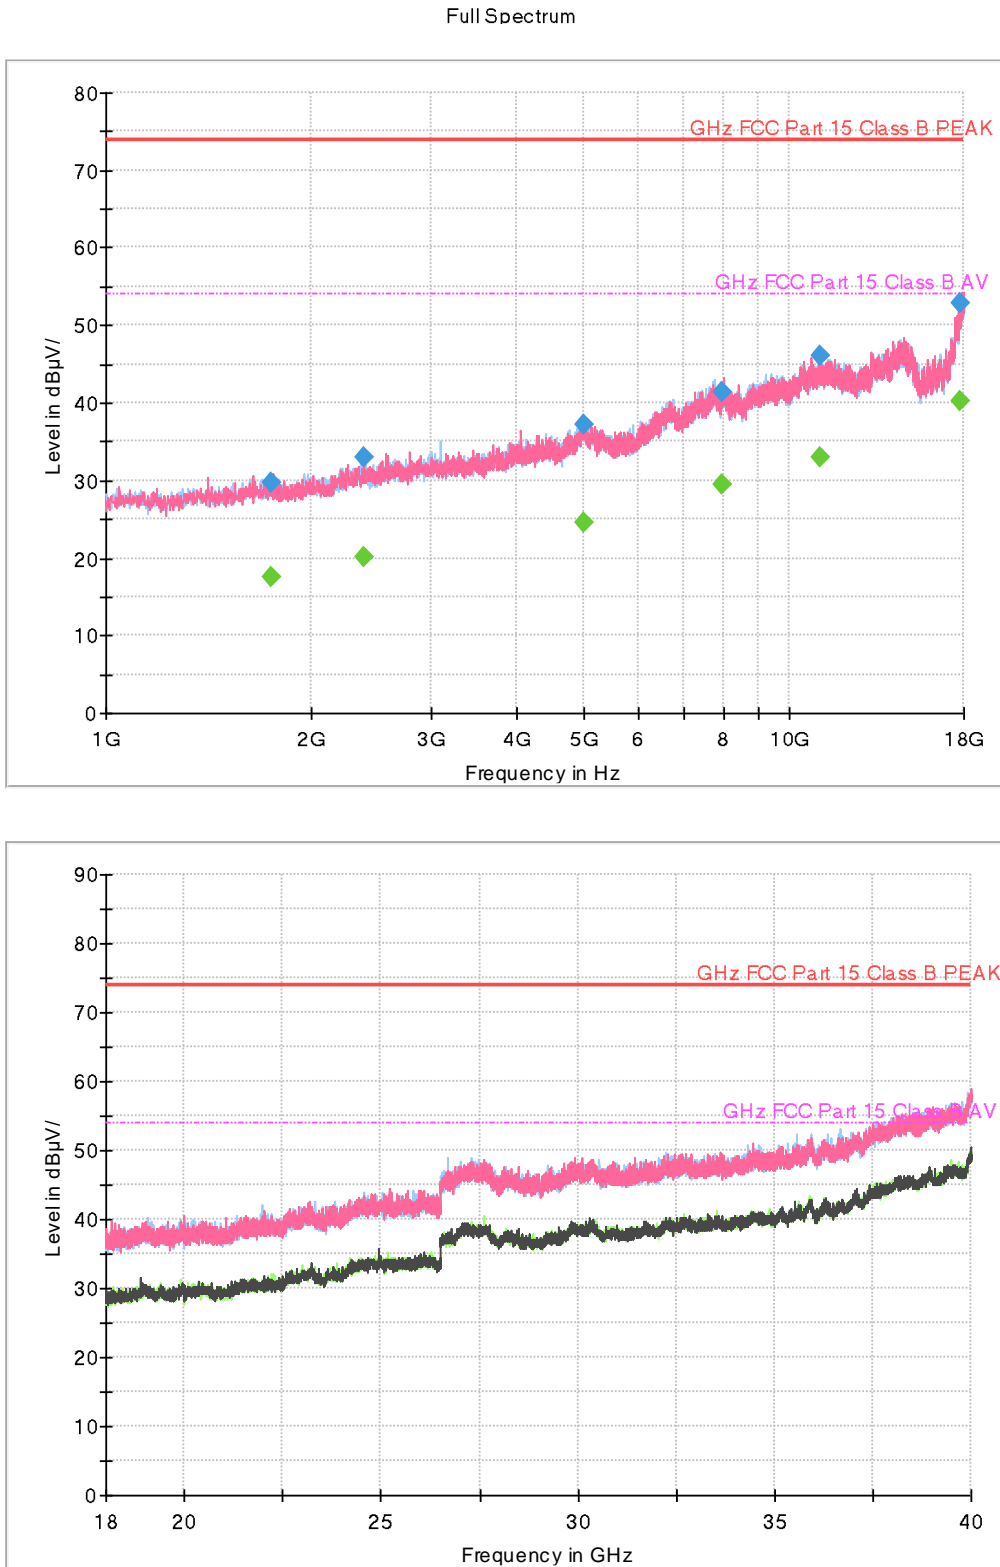 Full Spectrum
80
GHz FCC Part 15 Class B PEAK
70
60
GHz FCC Part 15 Class B AV
50
Level in dBµV/
40
30
20
10
0
1G 2G 3G 4G 5G 6 8 10G 18G
Frequency in Hz
90
80
GHz FCC Part 15 Class B PEAK
70
60
GHz FCC Part 15 Class B AV
50
Level in dBµV/
40
30
20
10
0
18 20 25 30 35 40
Frequency in GHz